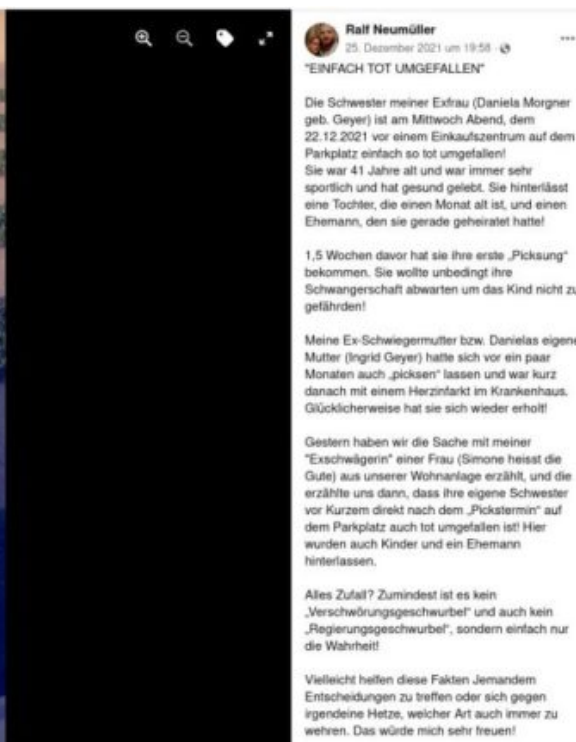 Ralf Neumüller
25. Dezember 2021 um 19:58 ·
"EINFACH TOT UMGEFALLEN"
Die Schwester meiner Exfrau (Daniela Morgner
geb. Geyer) ist am Mittwoch Abend, dem
22.12.2021 vor einem Einkaufszentrum auf dem
Parkplatz einfach so tot umgefallen!
Sie war 41 Jahre alt und war immer sehr
sportlich und hat gesund gelebt. Sie hinterlässt
eine Tochter, die einen Monat alt ist, und einen
Ehemann, den sie gerade geheiratet hatte!
1,5 Wochen davor hat sie ihre erste „Picksung“
bekommen. Sie wollte unbedingt ihre
Schwangerschaft abwarten um das Kind nicht zu
gefährden!
Meine Ex-Schwiegermutter bzw. Danielas eigene
Mutter (Ingrid Geyer) hatte sich vor ein paar
Monaten auch „picksen“ lassen und war kurz
danach mit einem Herzinfarkt im Krankenhaus.
Glücklicherweise hat sie sich wieder erholt!
Gestern haben wir die Sache mit meiner
"Exschwägerin" einer Frau (Simone heisst die
Gute) aus unserer Wohnanlage erzählt, und die
erzählte uns dann, dass ihre eigene Schwester
vor Kurzem direkt nach dem „Pickstermin“ auf
dem Parkplatz auch tot umgefallen ist! Hier
wurden auch Kinder und ein Ehemann
hinterlassen.
Alles Zufall? Zumindest ist es kein
„Verschwörungsgeschwurbel“ und auch kein
„Regierungsgeschwurbel“, sondern einfach nur
die Wahrheit!
Vielleicht helfen diese Fakten Jemandem
Entscheidungen zu treffen oder sich gegen
irgendeine Hetze, welcher Art auch immer zu
wehren. Das würde mich sehr freuen!